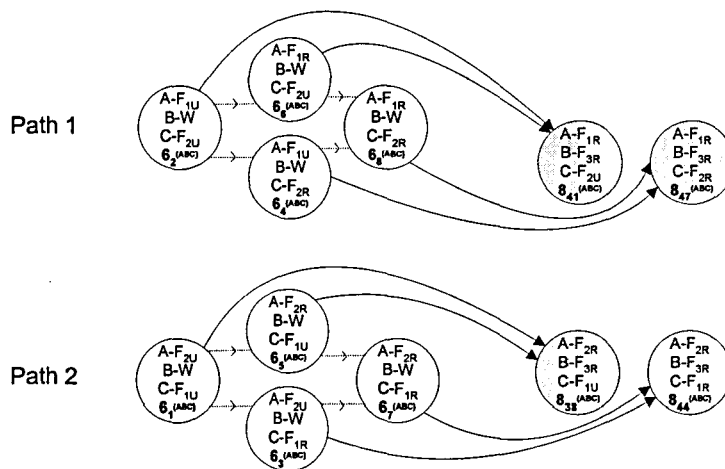 Path 1
A-F1U
B-W
C-F2U
62(ABC)
A-F1R
B-W
C-F2U
66(ABC)
A-F1U
B-W
C-F2R
64(ABC)
A-F1R
B-W
C-F2R
68(ABC)
A-F1R
B-F3R
C-F2U
841(ABC)
A-F1R
B-F3R
C-F2R
847(ABC)
Path 2
A-F2U
B-W
C-F1U
61(ABC)
A-F2R
B-W
C-F1U
65(ABC)
A-F2U
B-W
C-F1R
63(ABC)
A-F2R
B-W
C-F1R
67(ABC)
A-F2R
B-F3R
C-F1U
838(ABC)
A-F2R
B-F3R
C-F1R
844(ABC)